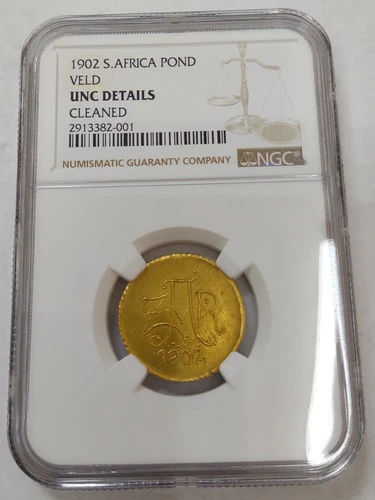 1902 S.AFRICA POND
VELD
UNC DETAILS
CLEANED
2913382-001
NUMISMATIC GUARANTY COMPANY NGC®
ZAR
1902